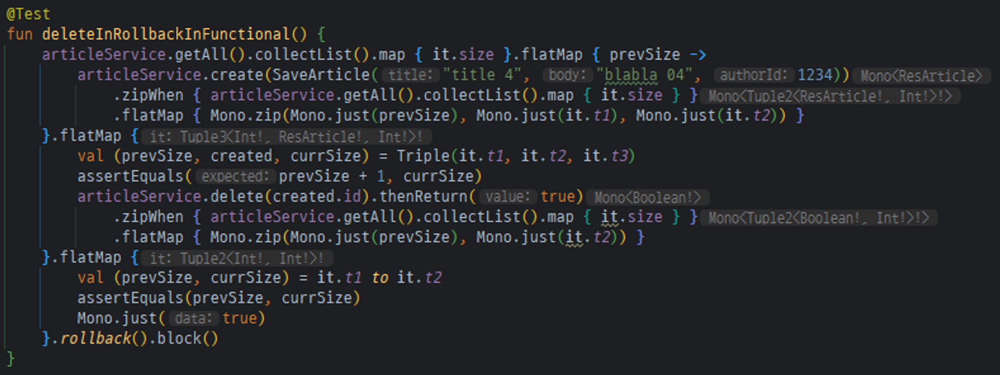 @Test
fun deleteInRollbackInFunctional() {
    articleService.getAll().collectList().map { it.size }.flatMap { prevSize ->
        articleService.create(SaveArticle( title: "title 4", body: "blabla 04", authorId: 1234)) Mono<ResArticle>
            .zipWhen { articleService.getAll().collectList().map { it.size } } Mono<Tuple2<ResArticle!, Int!>!>
            .flatMap { Mono.zip(Mono.just(prevSize), Mono.just(it.t1), Mono.just(it.t2)) }
    }.flatMap { it: Tuple3<Int!, ResArticle!, Int!>!
        val (prevSize, created, currSize) = Triple(it.t1, it.t2, it.t3)
        assertEquals( expected: prevSize + 1, currSize)
        articleService.delete(created.id).thenReturn( value: true) Mono<Boolean!>
            .zipWhen { articleService.getAll().collectList().map { it.size } } Mono<Tuple2<Boolean!, Int!>!>
            .flatMap { Mono.zip(Mono.just(prevSize), Mono.just(it.t2)) }
    }.flatMap { it: Tuple2<Int!, Int!>!
        val (prevSize, currSize) = it.t1 to it.t2
        assertEquals(prevSize, currSize)
        Mono.just( data: true)
    }.rollback().block()
}